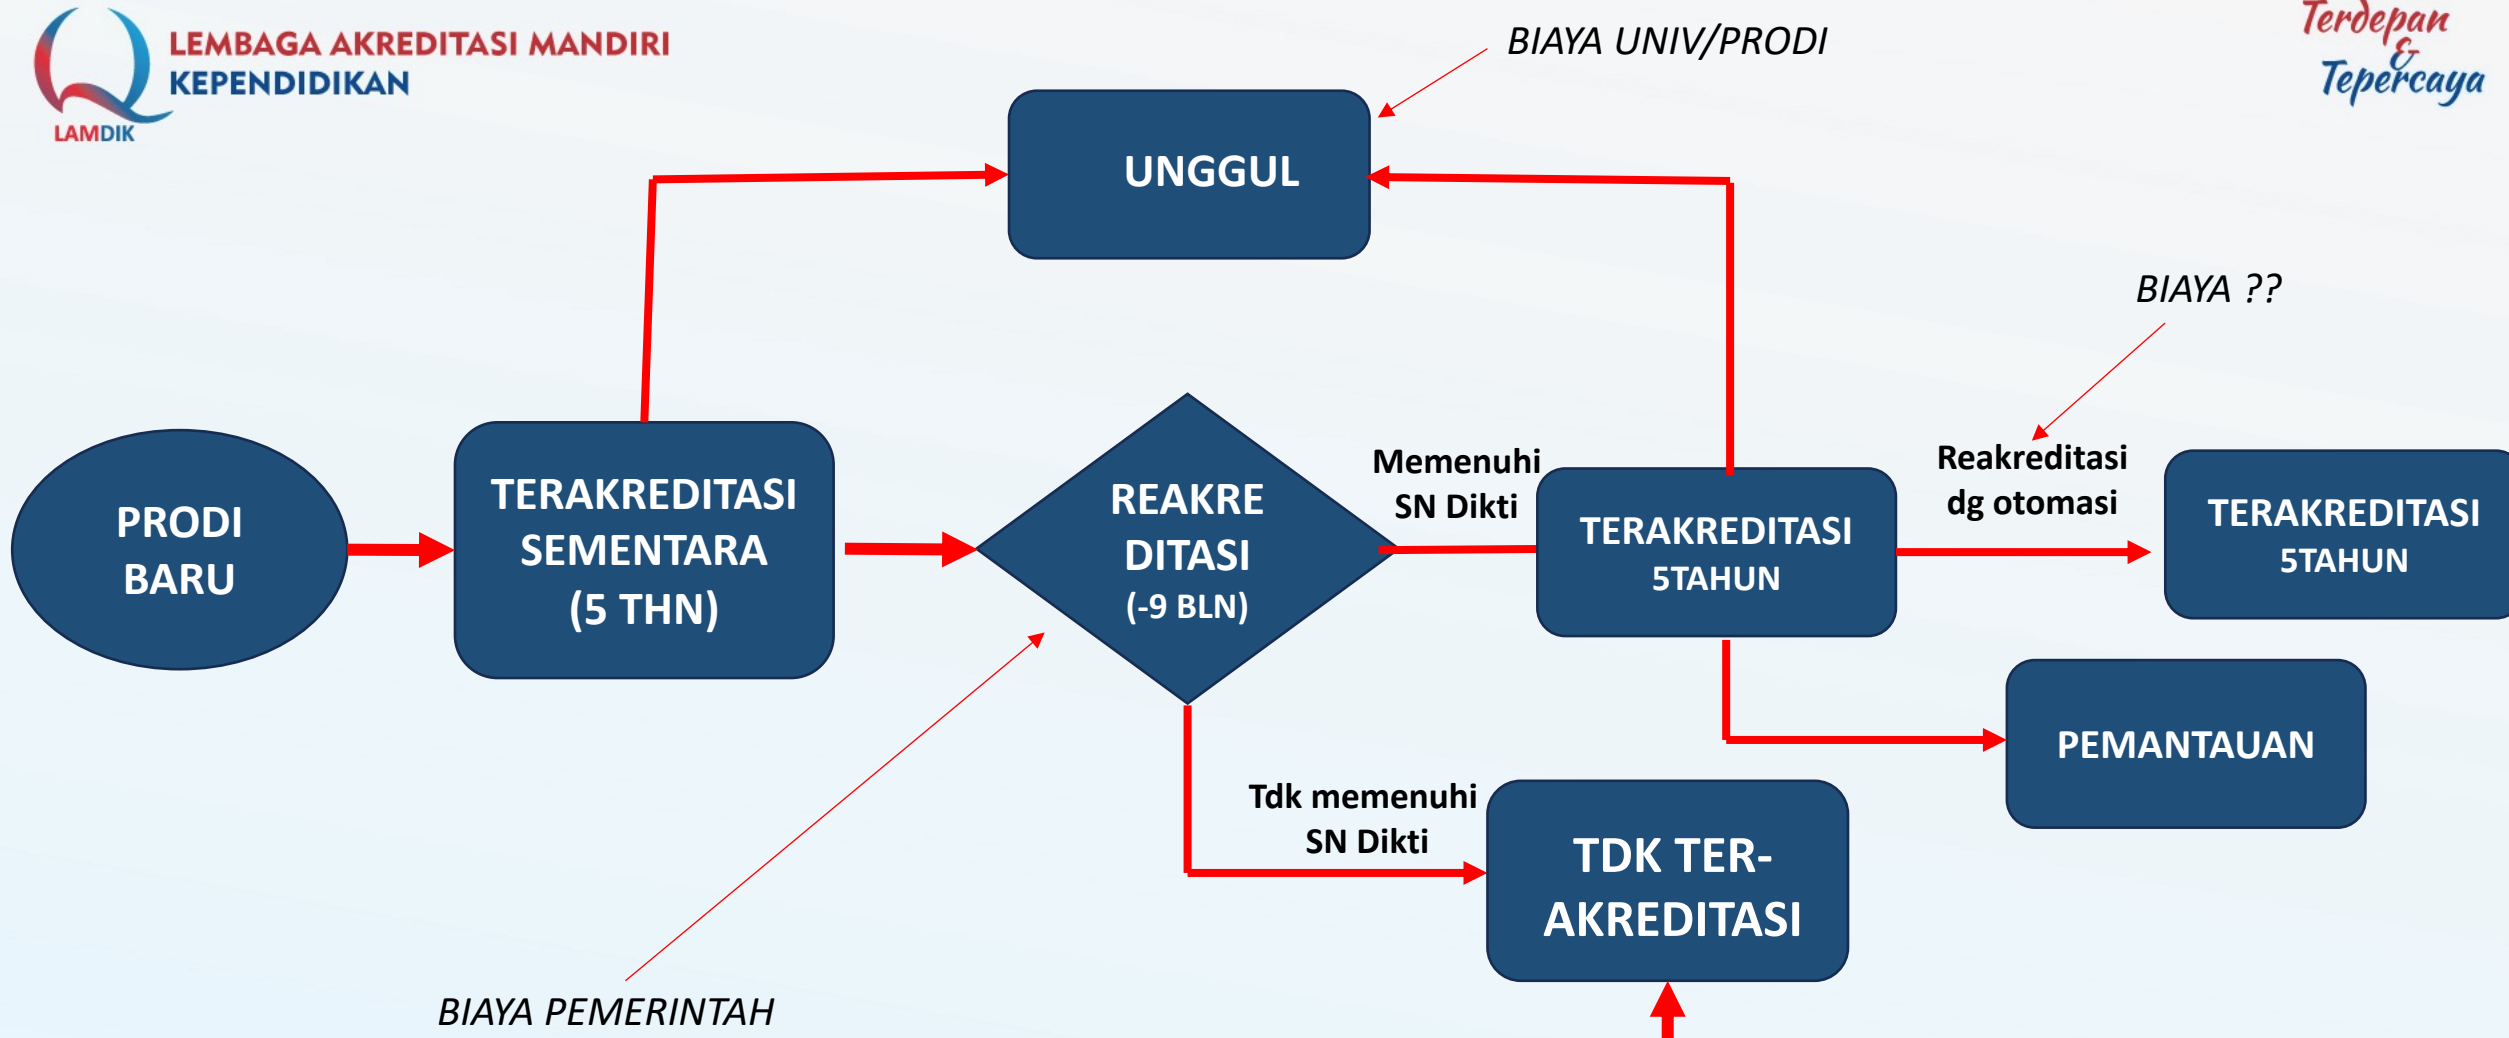 LEMBAGA AKREDITASI MANDIRI
KEPENDIDIKAN
LAMDIK
Terdepan
&
Tepercaya
BIAYA UNIV/PRODI
UNGGUL
BIAYA ??
PRODI
BARU
TERAKREDITASI
SEMENTARA
(5 THN)
REAKRE
DITASI
(-9 BLN)
Memenuhi
SN Dikti
TERAKREDITASI
5TAHUN
Reakreditasi
dg otomasi
TERAKREDITASI
5TAHUN
PEMANTAUAN
Tdk memenuhi
SN Dikti
TDK TER-
AKREDITASI
BIAYA PEMERINTAH